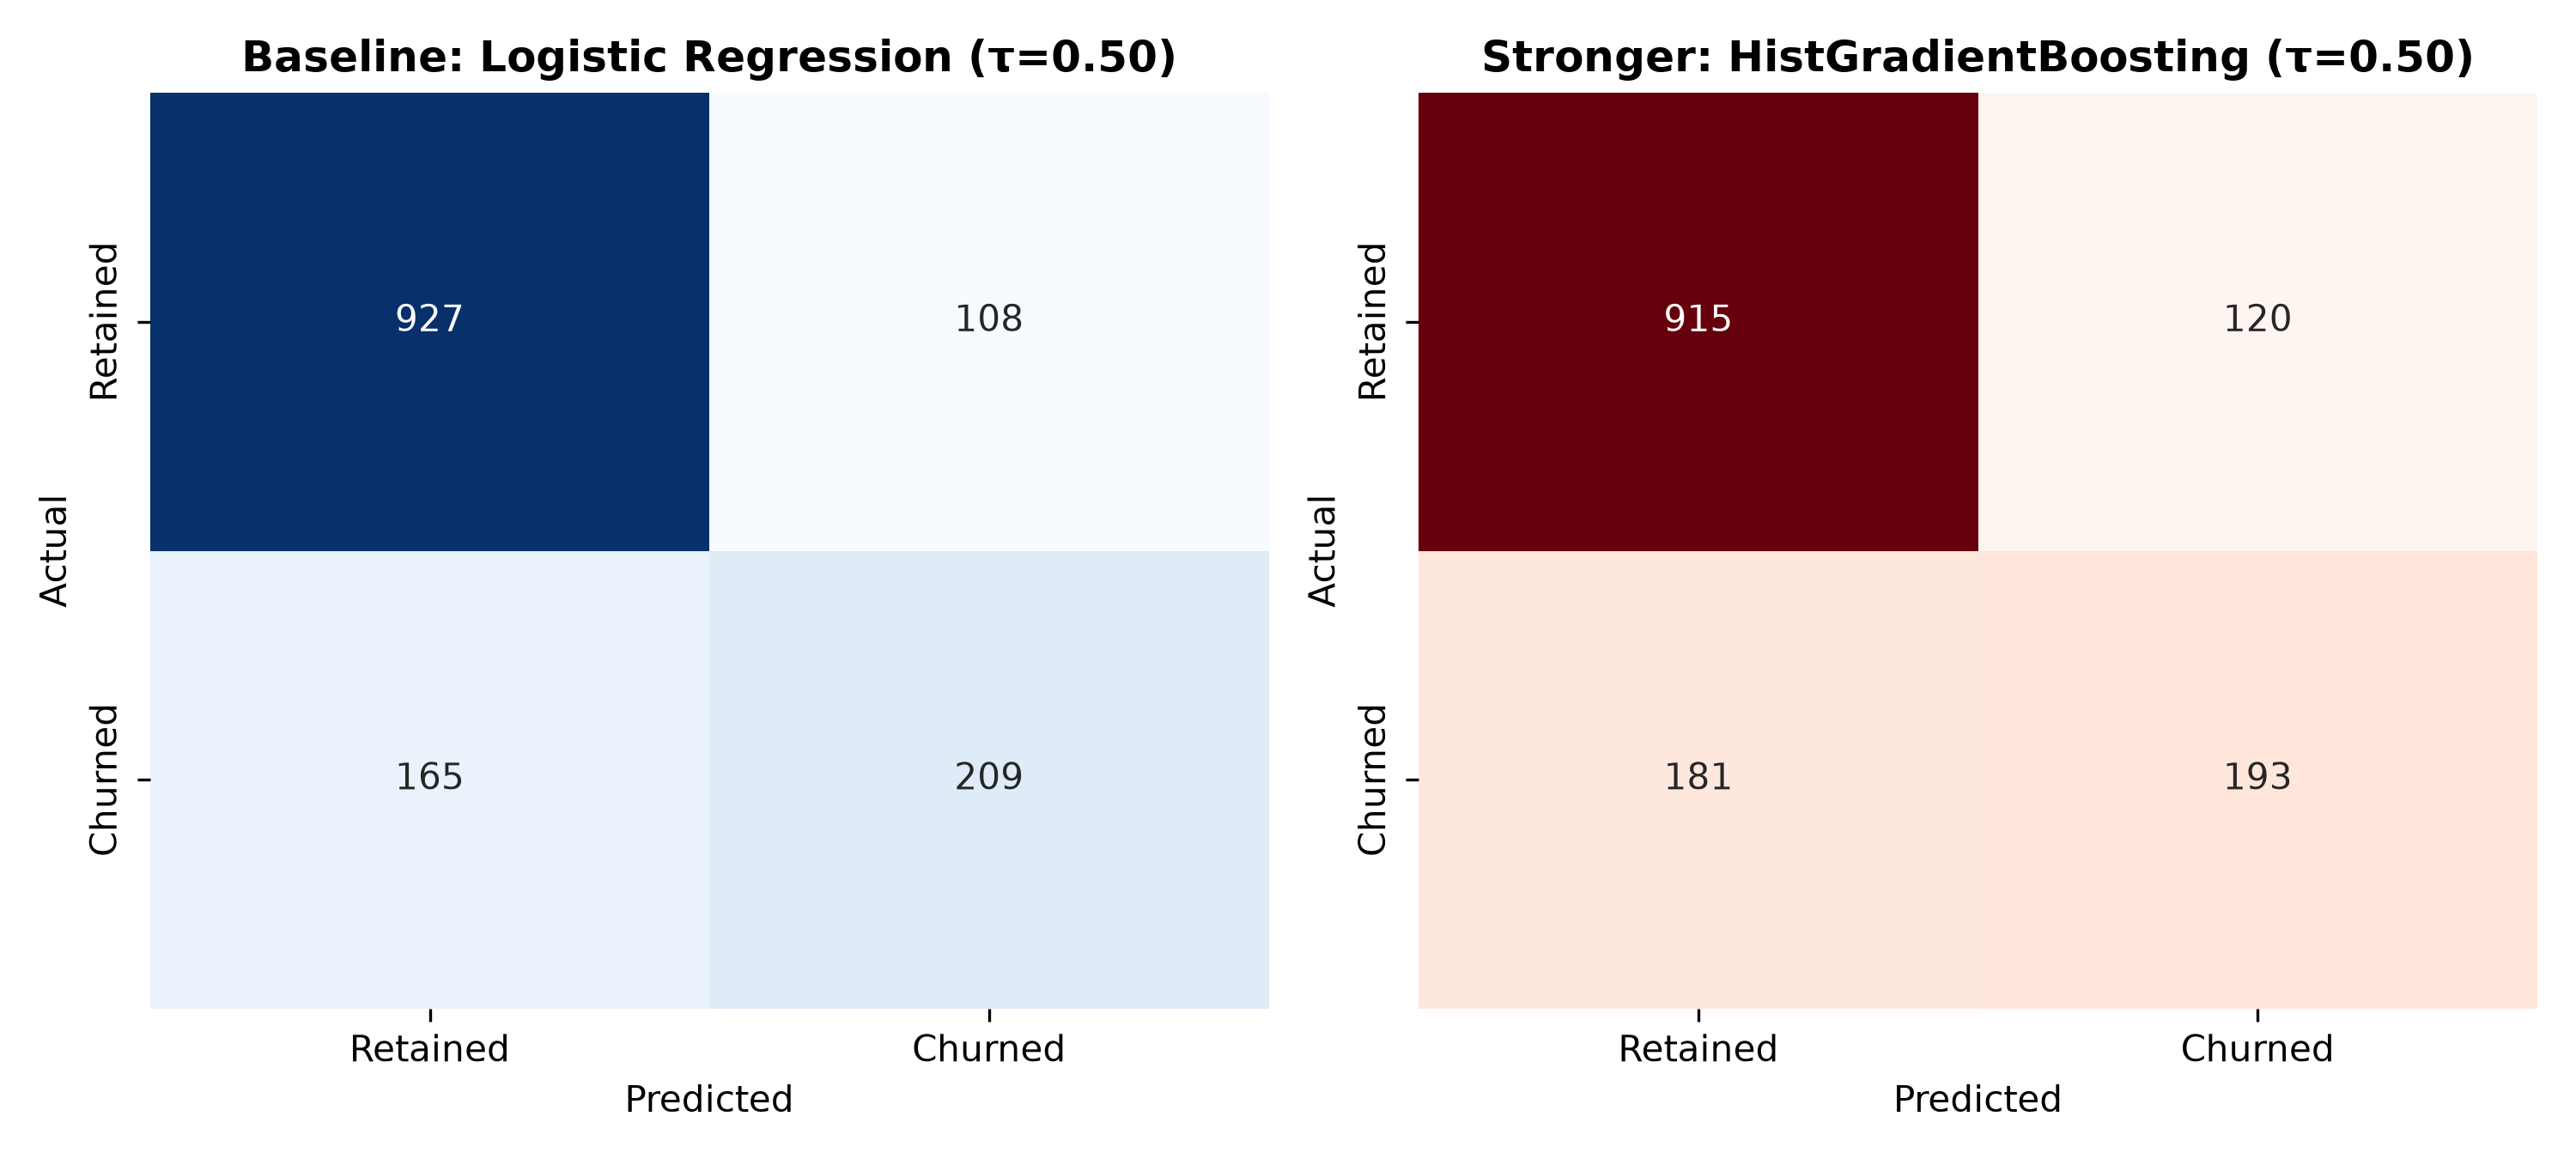 Baseline: Logistic Regression (τ=0.50)
Actual
Retained
927
108
Churned
165
209
Retained
Churned
Predicted
Stronger: HistGradientBoosting (τ=0.50)
Actual
Retained
915
120
Churned
181
193
Retained
Churned
Predicted